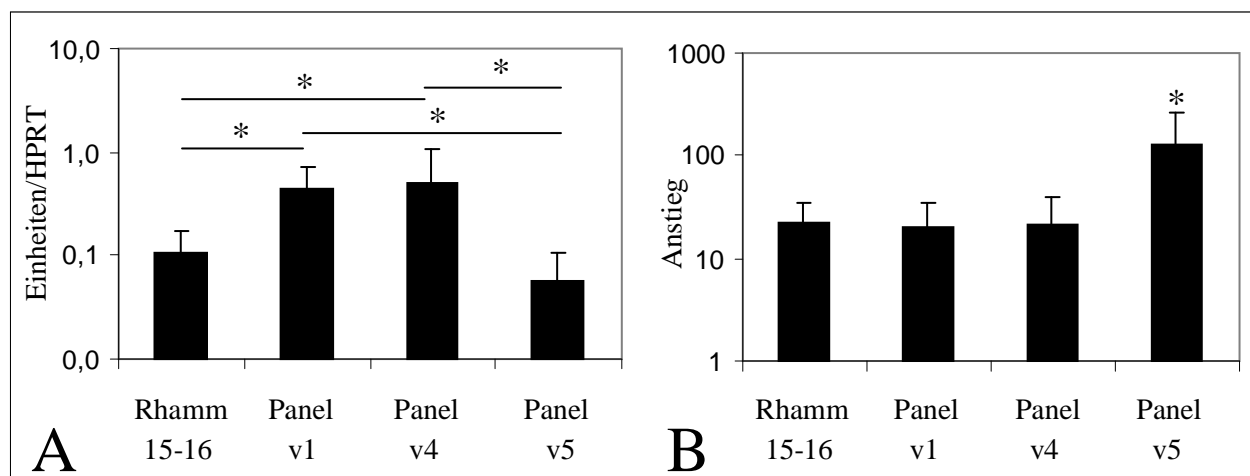 10,0
1,0
0,1
0,0
Einheiten/HPRT
*
*
*
*
Rhamm Panel Panel Panel
15-16 v1 v4 v5
A
1000
100
10
1
Anstieg
*
Rhamm Panel Panel Panel
15-16 v1 v4 v5
B